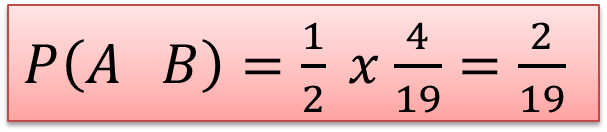 P(A B) = 1/2 x 4/19 = 2/19